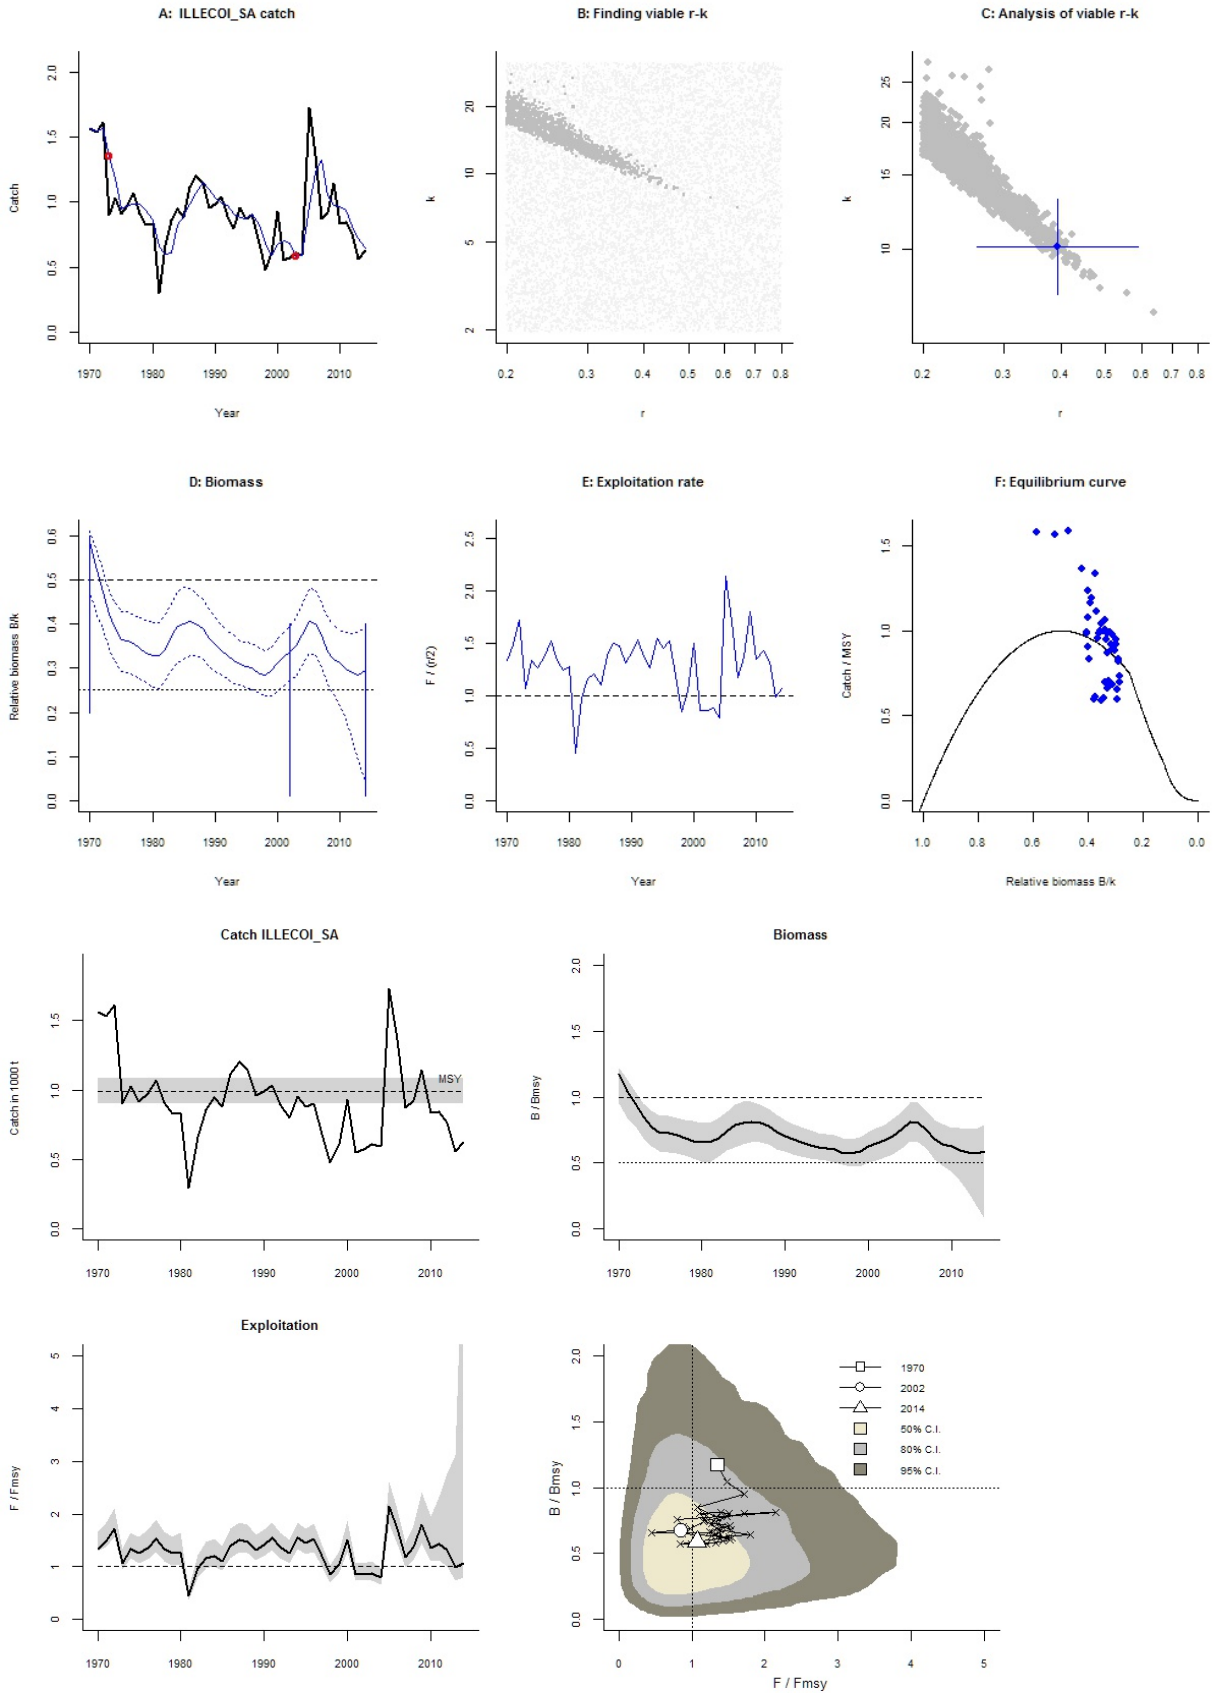 A: ILLECOI_SA catch
Catch
0.0 0.5 1.0 1.5 2.0
1970 1980 1990 2000 2010
Year
B: Finding viable r-k
k
2 5 10 20
0.2 0.3 0.4 0.5 0.6 0.7 0.8
r
C: Analysis of viable r-k
k
10 15 20 25
0.2 0.3 0.4 0.5 0.6 0.7 0.8
r
D: Biomass
Relative biomass B/k
0.0 0.1 0.2 0.3 0.4 0.5 0.6
1970 1980 1990 2000 2010
Year
E: Exploitation rate
F / (r/2)
0.0 0.5 1.0 1.5 2.0 2.5
1970 1980 1990 2000 2010
Year
F: Equilibrium curve
Catch / MSY
0.0 0.5 1.0 1.5
1.0 0.8 0.6 0.4 0.2 0.0
Relative biomass B/k
Catch ILLECOI_SA
Catch in 1000 t
0.0 0.5 1.0 1.5
MSY
1970 1980 1990 2000 2010
Biomass
B / Bmsy
0.0 0.5 1.0 1.5 2.0
1970 1980 1990 2000 2010
Exploitation
F / Fmsy
0 1 2 3 4 5
1970 1980 1990 2000 2010
B / Bmsy
0.0 0.5 1.0 1.5 2.0
1970
2002
2014
50% C.I.
80% C.I.
95% C.I.
0 1 2 3 4 5
F / Fmsy